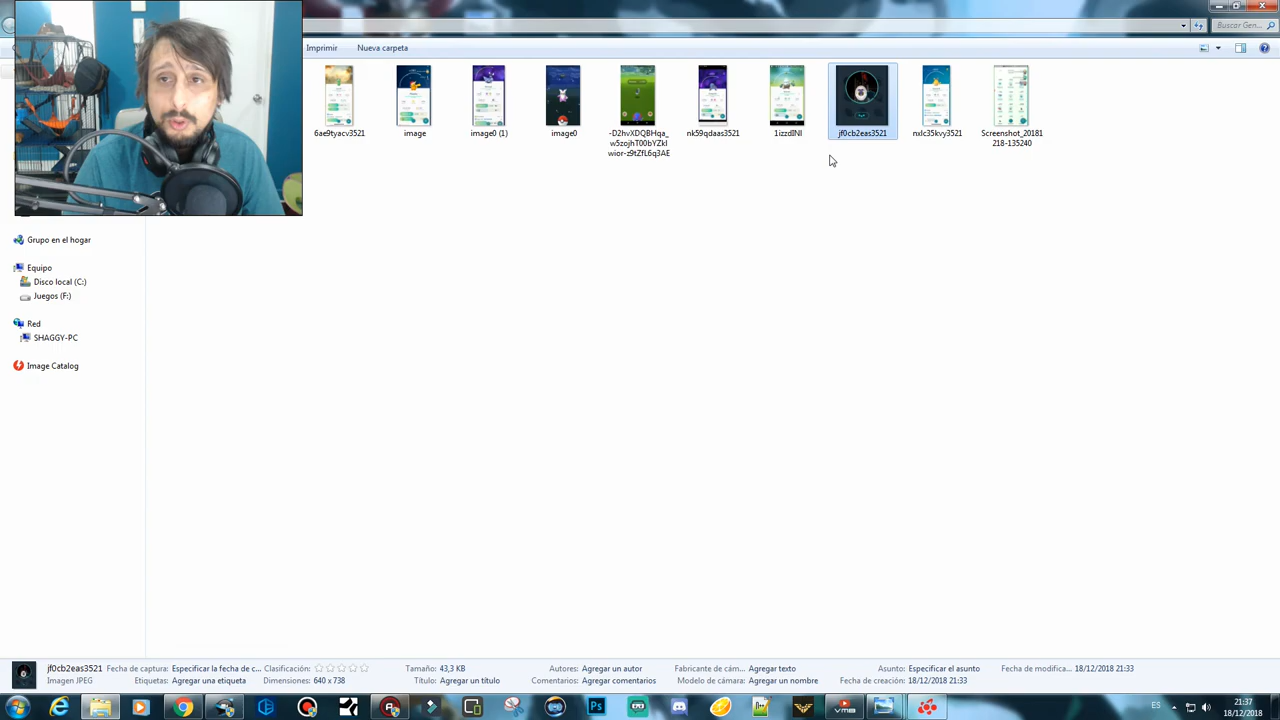 Buscar Gen...
Imprimir
Nueva carpeta
6ae9tyacv3521
image
image0 (1)
image0
-D2hvXDQBHqa_
w5zojhT00bYZkI
wior-z9tZfL6q3AE
nk59qdaas3521
1izzdINl
jf0cb2eas3521
nxlc35kvy3521
Screenshot_20181
218-135240
Grupo en el hogar
Equipo
Disco local (C:)
Juegos (F:)
Red
SHAGGY-PC
Image Catalog
jf0cb2eas3521 Fecha de captura: Especificar la fecha de c... Clasificación: Tamaño: 43,3 KB Autores: Agregar un autor Fabricante de cám... Agregar texto Asunto: Especificar el asunto Fecha de modifica... 18/12/2018 21:33
Imagen JPEG Etiquetas: Agregar una etiqueta Dimensiones: 640 x 738 Título: Agregar un título Comentarios: Agregar comentarios Modelo de cámara: Agregar un nombre Fecha de creación: 18/12/2018 21:33
Ps
vmix
ES
21:37
18/12/2018